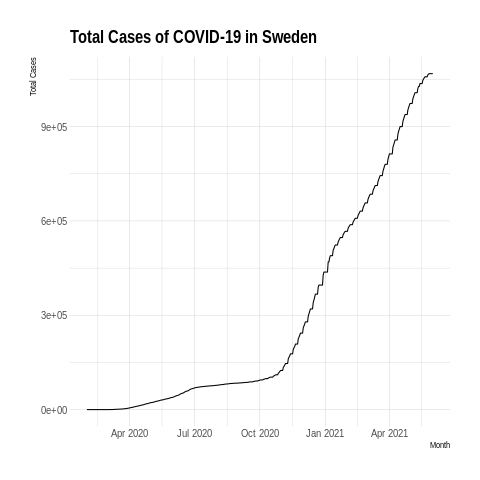 Total Cases of COVID-19 in Sweden
Total Cases
9e+05
6e+05
3e+05
0e+00
Apr 2020 Jul 2020 Oct 2020 Jan 2021 Apr 2021
Month